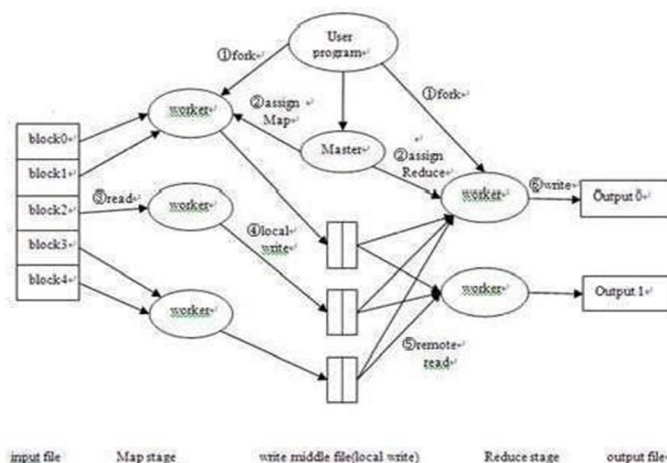 User
program
①fork
①fork
worker
②assign
Map
block0
block1
block2
block3
block4
Master
②assign
Reduce
③read
worker
worker
⑥write
Output 0
④local
write
worker
worker
Output 1
⑤remote
read
input file Map stage write middle file(local write) Reduce stage output file